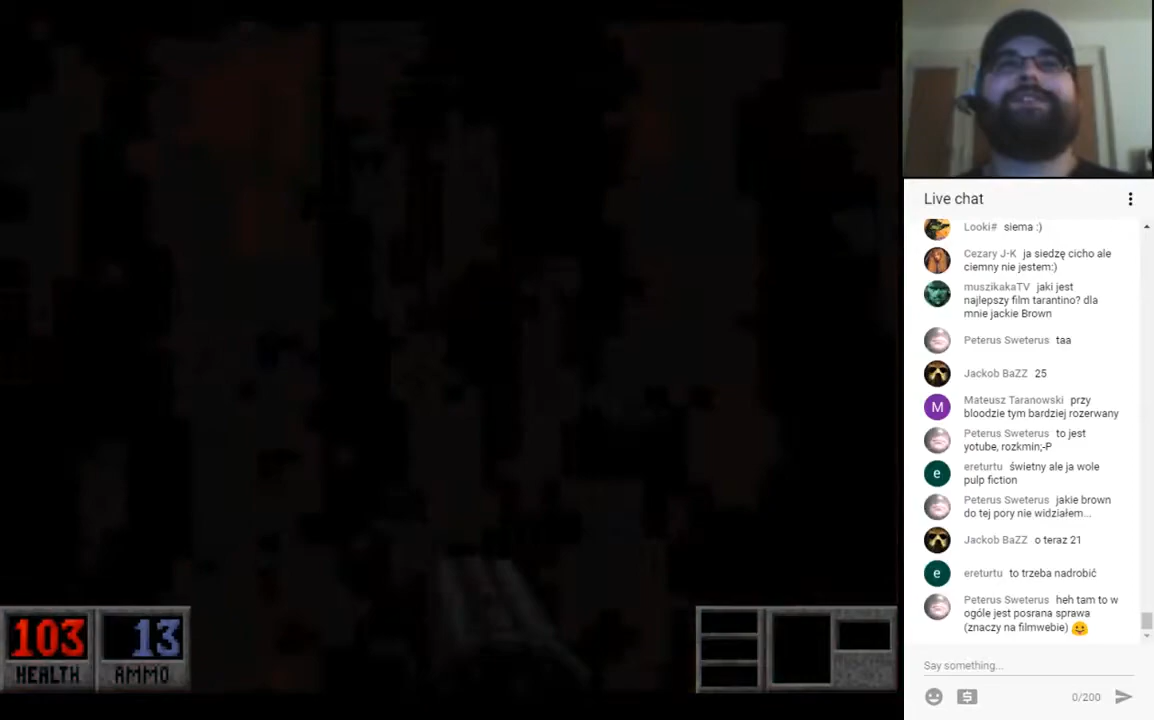 103
HEALTH
13
AMMO
Live chat
Looki# siema :)
Cezary J-K ja siedzę cicho ale
ciemny nie jestem:)
muszikakaTV jaki jest
najlepszy film tarantino? dla
mnie jackie Brown
Peterus Sweterus taa
Jackob BaZZ 25
M
Mateusz Taranowski przy
bloodzie tym bardziej rozerwany
Peterus Sweterus to jest
yotube, rozkmin;-P
e
ereturtu świetny ale ja wole
pulp fiction
Peterus Sweterus jakie brown
do tej pory nie widziałem...
Jackob BaZZ o teraz 21
e
ereturtu to trzeba nadrobić
Peterus Sweterus heh tam to w
ogóle jest posrana sprawa
(znaczy na filmwebie)
Say something...
0/200